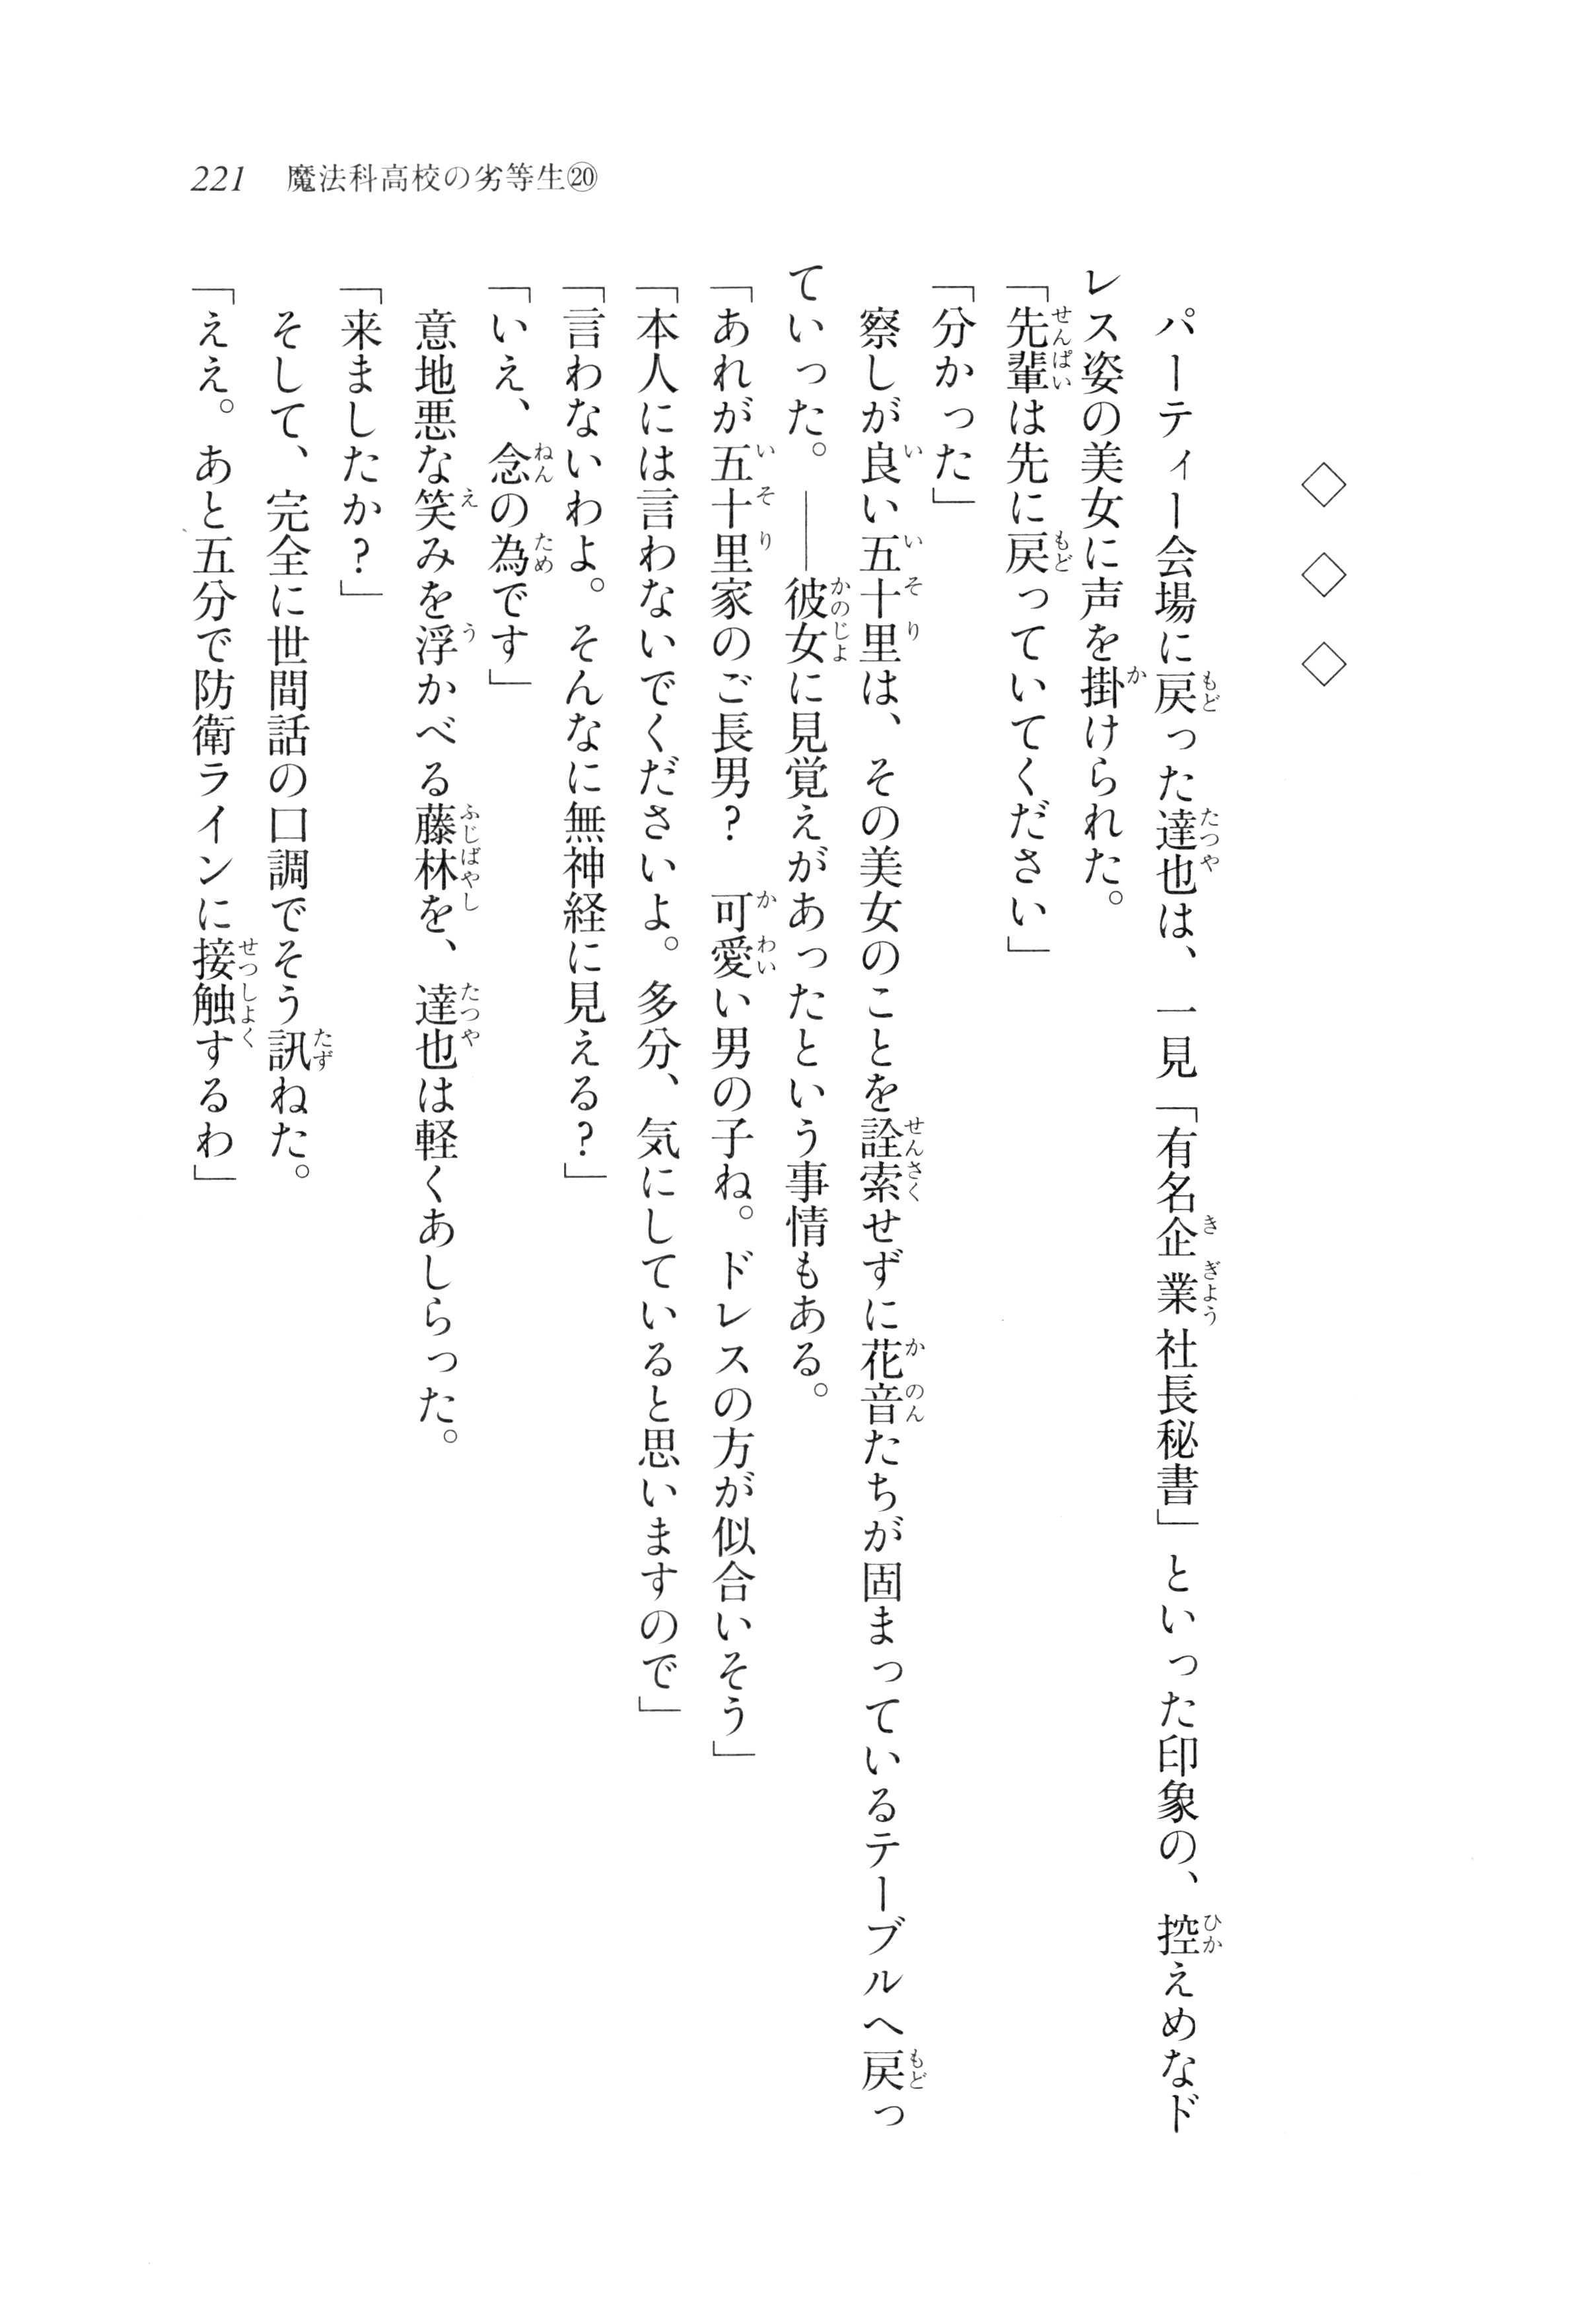 221　魔法科高校の劣等生⑳
◇　◇　◇
　パーティー会場に戻った達也は、一見「有名企業社長秘書」といった印象の、控えめなド
レス姿の美女に声を掛けられた。
「先輩は先に戻っていてください」
「分かった」
　察しが良い五十里は、その美女のことを詮索せずに花音たちが固まっているテーブルへ戻っ
ていった。――彼女に見覚えがあったという事情もある。
「あれが五十里家のご長男？　可愛い男の子ね。ドレスの方が似合いそう」
「本人には言わないでくださいよ。多分、気にしていると思いますので」
「言わないわよ。そんなに無神経に見える？」
「いえ、念の為です」
　意地悪な笑みを浮かべる藤林を、達也は軽くあしらった。
「来ましたか？」
　そして、完全に世間話の口調でそう訊ねた。
「ええ。あと五分で防衛ラインに接触するわ」